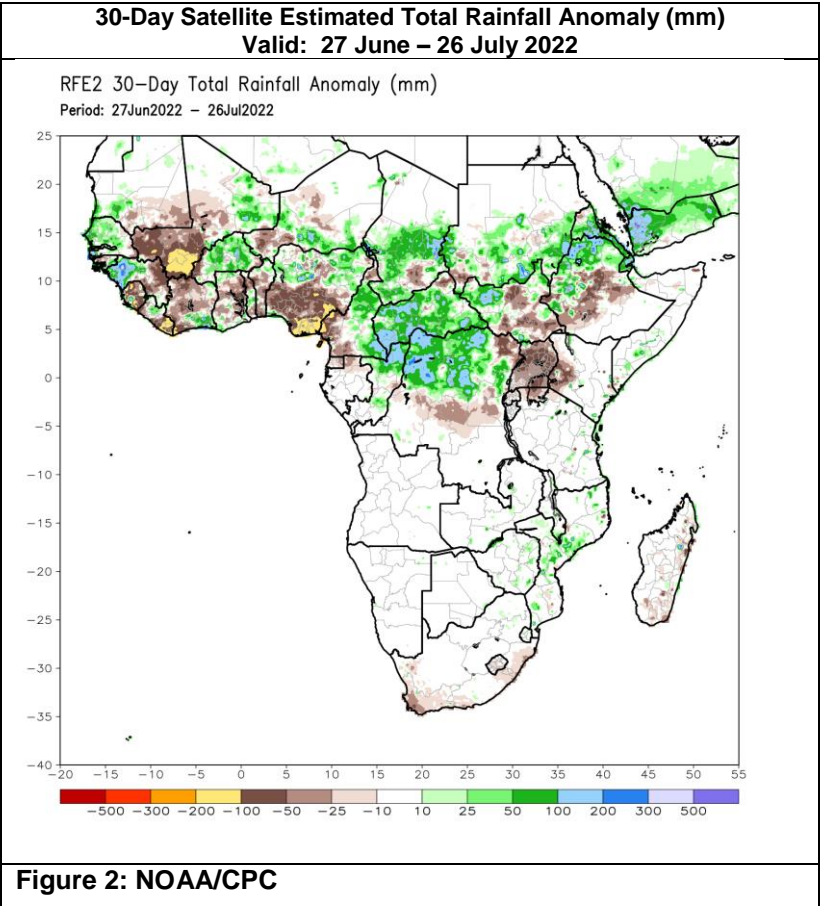 30-Day Satellite Estimated Total Rainfall Anomaly (mm)
Valid: 27 June – 26 July 2022
RFE2 30-Day Total Rainfall Anomaly (mm)
Period: 27Jun2022 - 26Jul2022
25
20
15
10
5
0
-5
-10
-15
-20
-25
-30
-35
-40
-20 -15 -10 -5 0 5 10 15 20 25 30 35 40 45 50 55
-500 -300 -200 -100 -50 -25 -10 10 25 50 100 200 300 500
Figure 2: NOAA/CPC